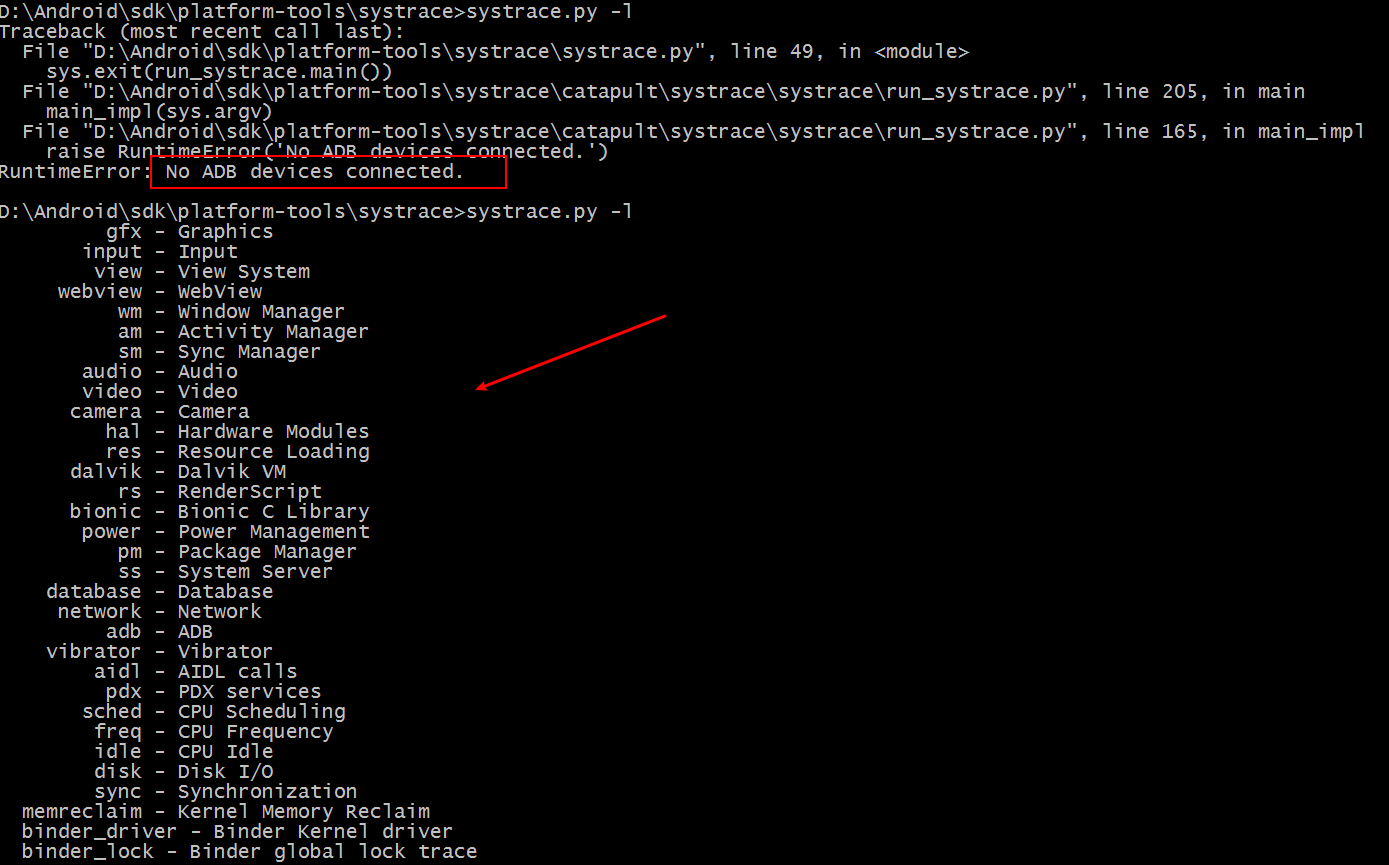 D:\Android\sdk\platform-tools\systrace>systrace.py -l
Traceback (most recent call last):
  File "D:\Android\sdk\platform-tools\systrace\systrace.py", line 49, in <module>
    sys.exit(run_systrace.main())
  File "D:\Android\sdk\platform-tools\systrace\catapult\systrace\systrace\run_systrace.py", line 205, in main
    main_impl(sys.argv)
  File "D:\Android\sdk\platform-tools\systrace\catapult\systrace\systrace\run_systrace.py", line 165, in main_impl
    raise RuntimeError('No ADB devices connected.')
RuntimeError: No ADB devices connected.

D:\Android\sdk\platform-tools\systrace>systrace.py -l
         gfx - Graphics
       input - Input
        view - View System
     webview - WebView
          wm - Window Manager
          am - Activity Manager
          sm - Sync Manager
       audio - Audio
       video - Video
      camera - Camera
         hal - Hardware Modules
         res - Resource Loading
      dalvik - Dalvik VM
          rs - RenderScript
      bionic - Bionic C Library
       power - Power Management
          pm - Package Manager
          ss - System Server
    database - Database
     network - Network
         adb - ADB
    vibrator - Vibrator
        aidl - AIDL calls
         pdx - PDX services
       sched - CPU Scheduling
        freq - CPU Frequency
        idle - CPU Idle
        disk - Disk I/O
        sync - Synchronization
  memreclaim - Kernel Memory Reclaim
  binder_driver - Binder Kernel driver
  binder_lock - Binder global lock trace